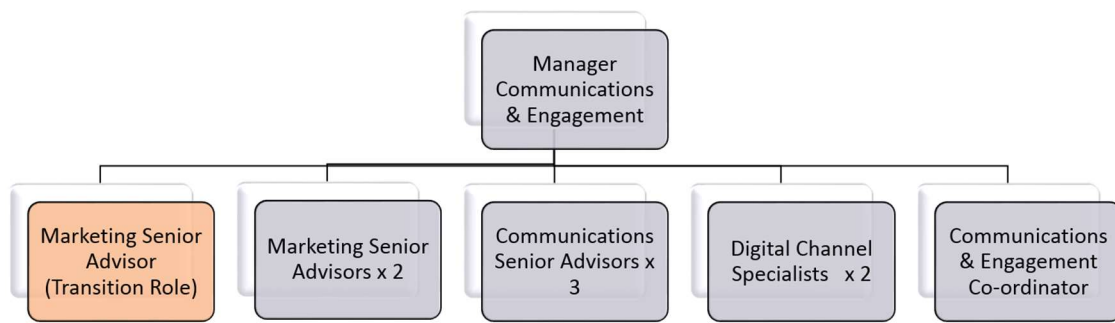 Manager
Communications
& Engagement
Marketing Senior
Advisor
(Transition Role)
Marketing Senior
Advisors x 2
Communications
Senior Advisors x
3
Digital Channel
Specialists x 2
Communications
& Engagement
Co-ordinator